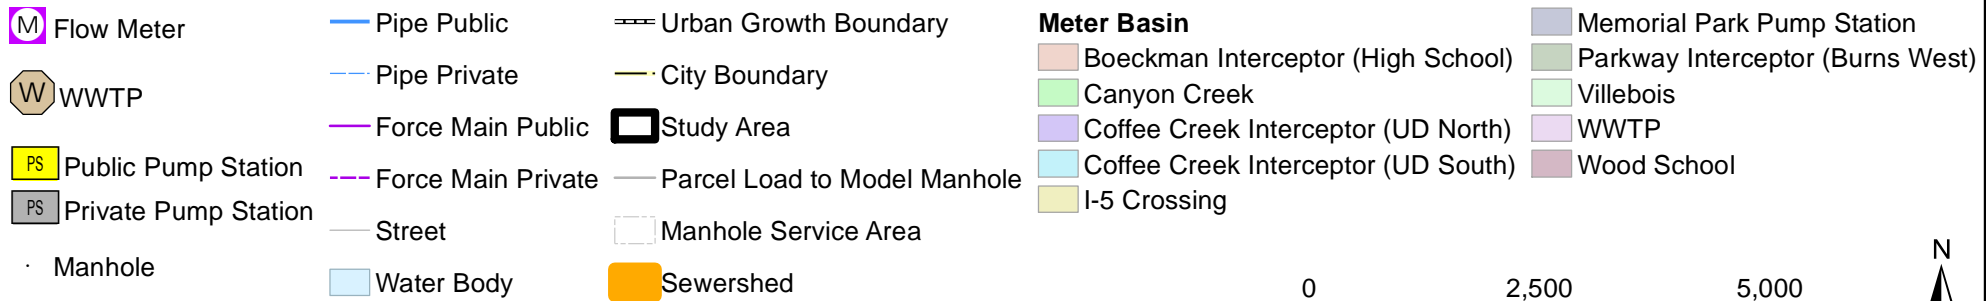 M Flow Meter
W WWTP
PS Public Pump Station
PS Private Pump Station
Manhole
Pipe Public
Pipe Private
Force Main Public
Force Main Private
Street
Water Body
Urban Growth Boundary
City Boundary
Study Area
Parcel Load to Model Manhole
Manhole Service Area
Sewershed
Meter Basin
Boeckman Interceptor (High School)
Canyon Creek
Coffee Creek Interceptor (UD North)
Coffee Creek Interceptor (UD South)
I-5 Crossing
Memorial Park Pump Station
Parkway Interceptor (Burns West)
Villebois
WWTP
Wood School
0 2,500 5,000
N